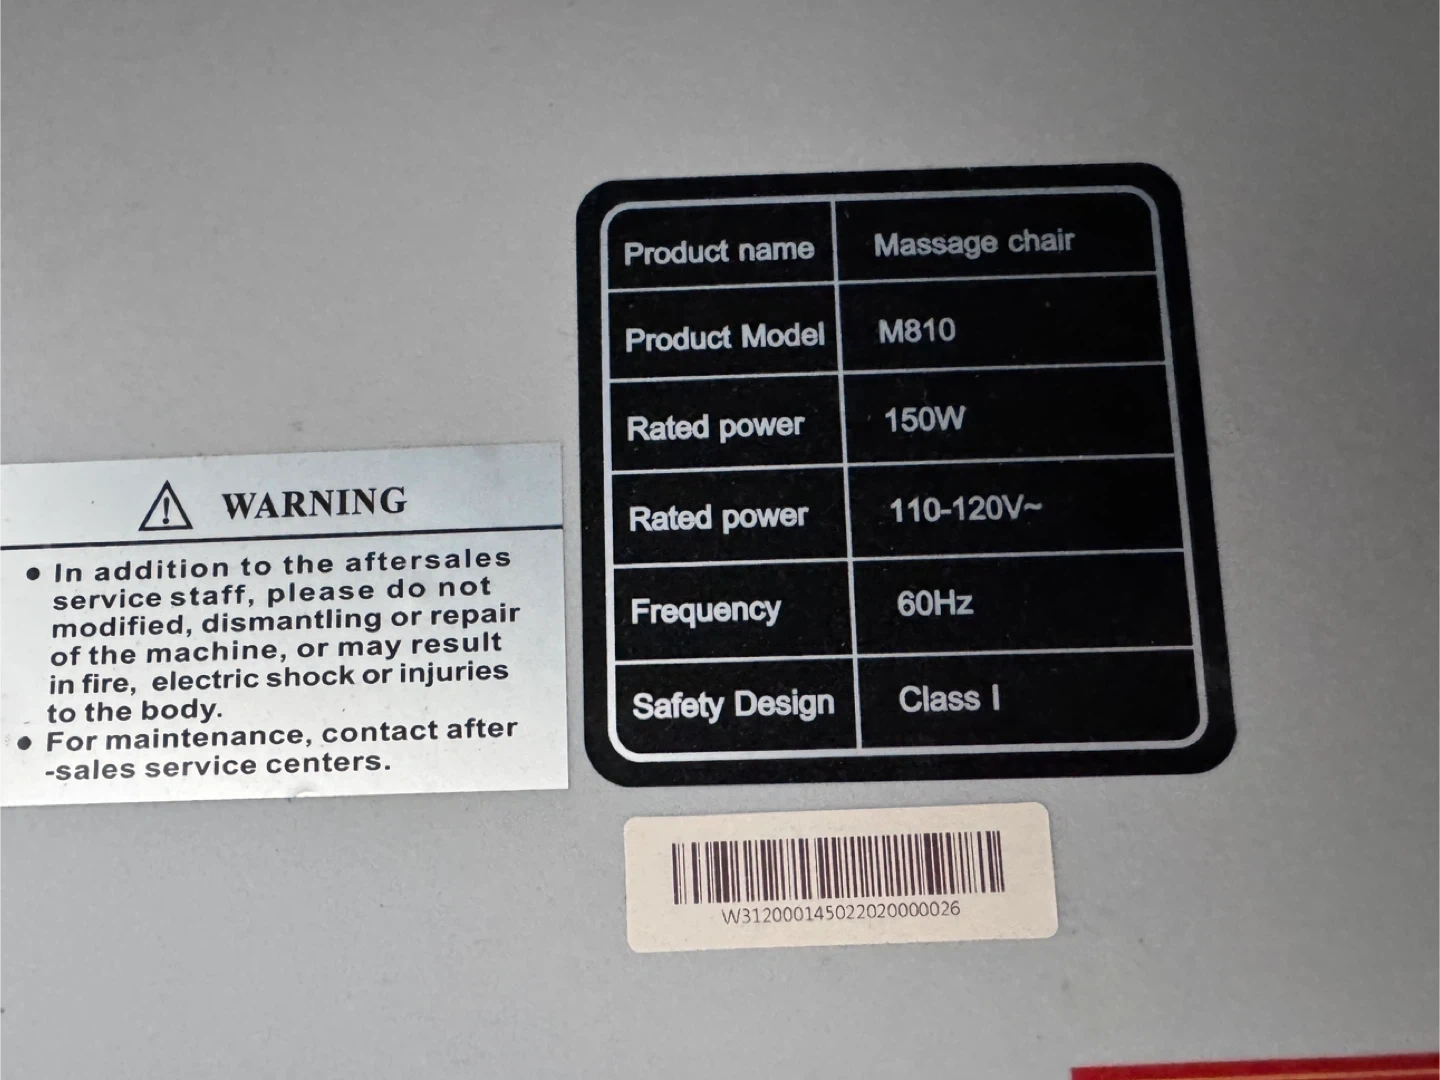 WARNING
● In addition to the aftersales
service staff, please do not
modified, dismantling or repair
of the machine, or may result
in fire, electric shock or injuries
to the body.
● For maintenance, contact after
-sales service centers.
Product name Massage chair
Product Model M810
Rated power 150W
Rated power 110-120V~
Frequency 60Hz
Safety Design Class I
W312000145022020000026